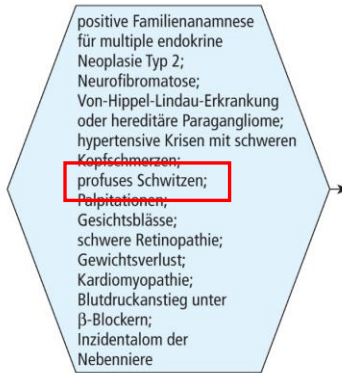 positive Familienanamnese
für multiple endokrine
Neoplasie Typ 2;
Neurofibromatose;
Von-Hippel-Lindau-Erkrankung
oder hereditäre Paragangliome;
hypertensive Krisen mit schweren
Kopfschmerzen;
profuses Schwitzen;
Palpitationen;
Gesichtsblässe;
schwere Retinopathie;
Gewichtsverlust;
Kardiomyopathie;
Blutdruckanstieg unter
β-Blockern;
Inzidentalom der
Nebenniere